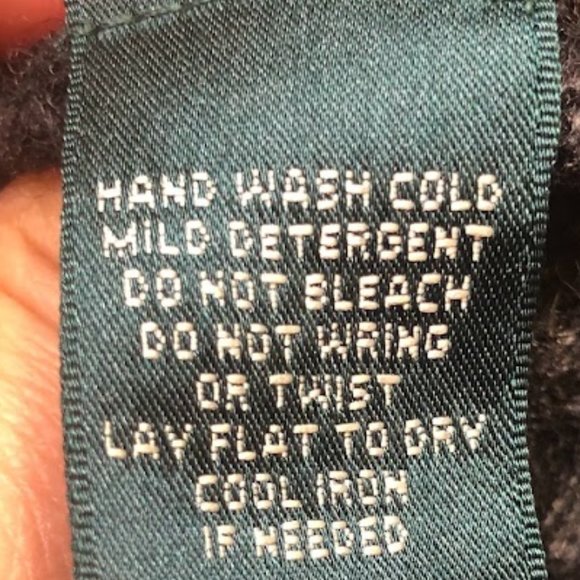 HAND WASH COLD
MILD DETERGENT
DO NOT BLEACH
DO NOT WRING
OR TWIST
LAY FLAT TO DRY
COOL IRON
IF NEEDED